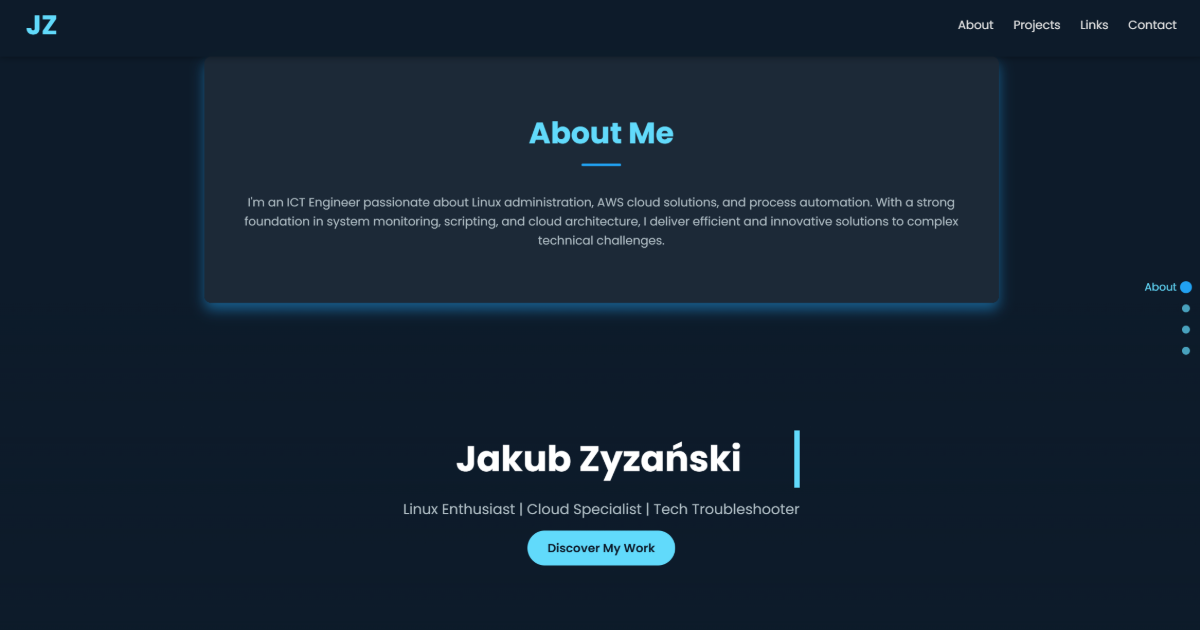 JZ
About Projects Links Contact
About Me
I'm an ICT Engineer passionate about Linux administration, AWS cloud solutions, and process automation. With a strong
foundation in system monitoring, scripting, and cloud architecture, I deliver efficient and innovative solutions to complex
technical challenges.
About
Jakub Zyzański
Linux Enthusiast | Cloud Specialist | Tech Troubleshooter
Discover My Work